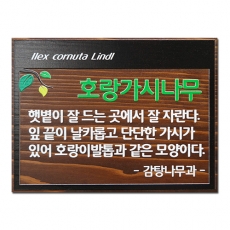 Ilex cornuta Lindl
호랑가시나무
햇볕이 잘 드는 곳에서 잘 자란다.
잎 끝이 날카롭고 단단한 가시가
있어 호랑이발톱과 같은 모양이다.
- 감탕나무과 -